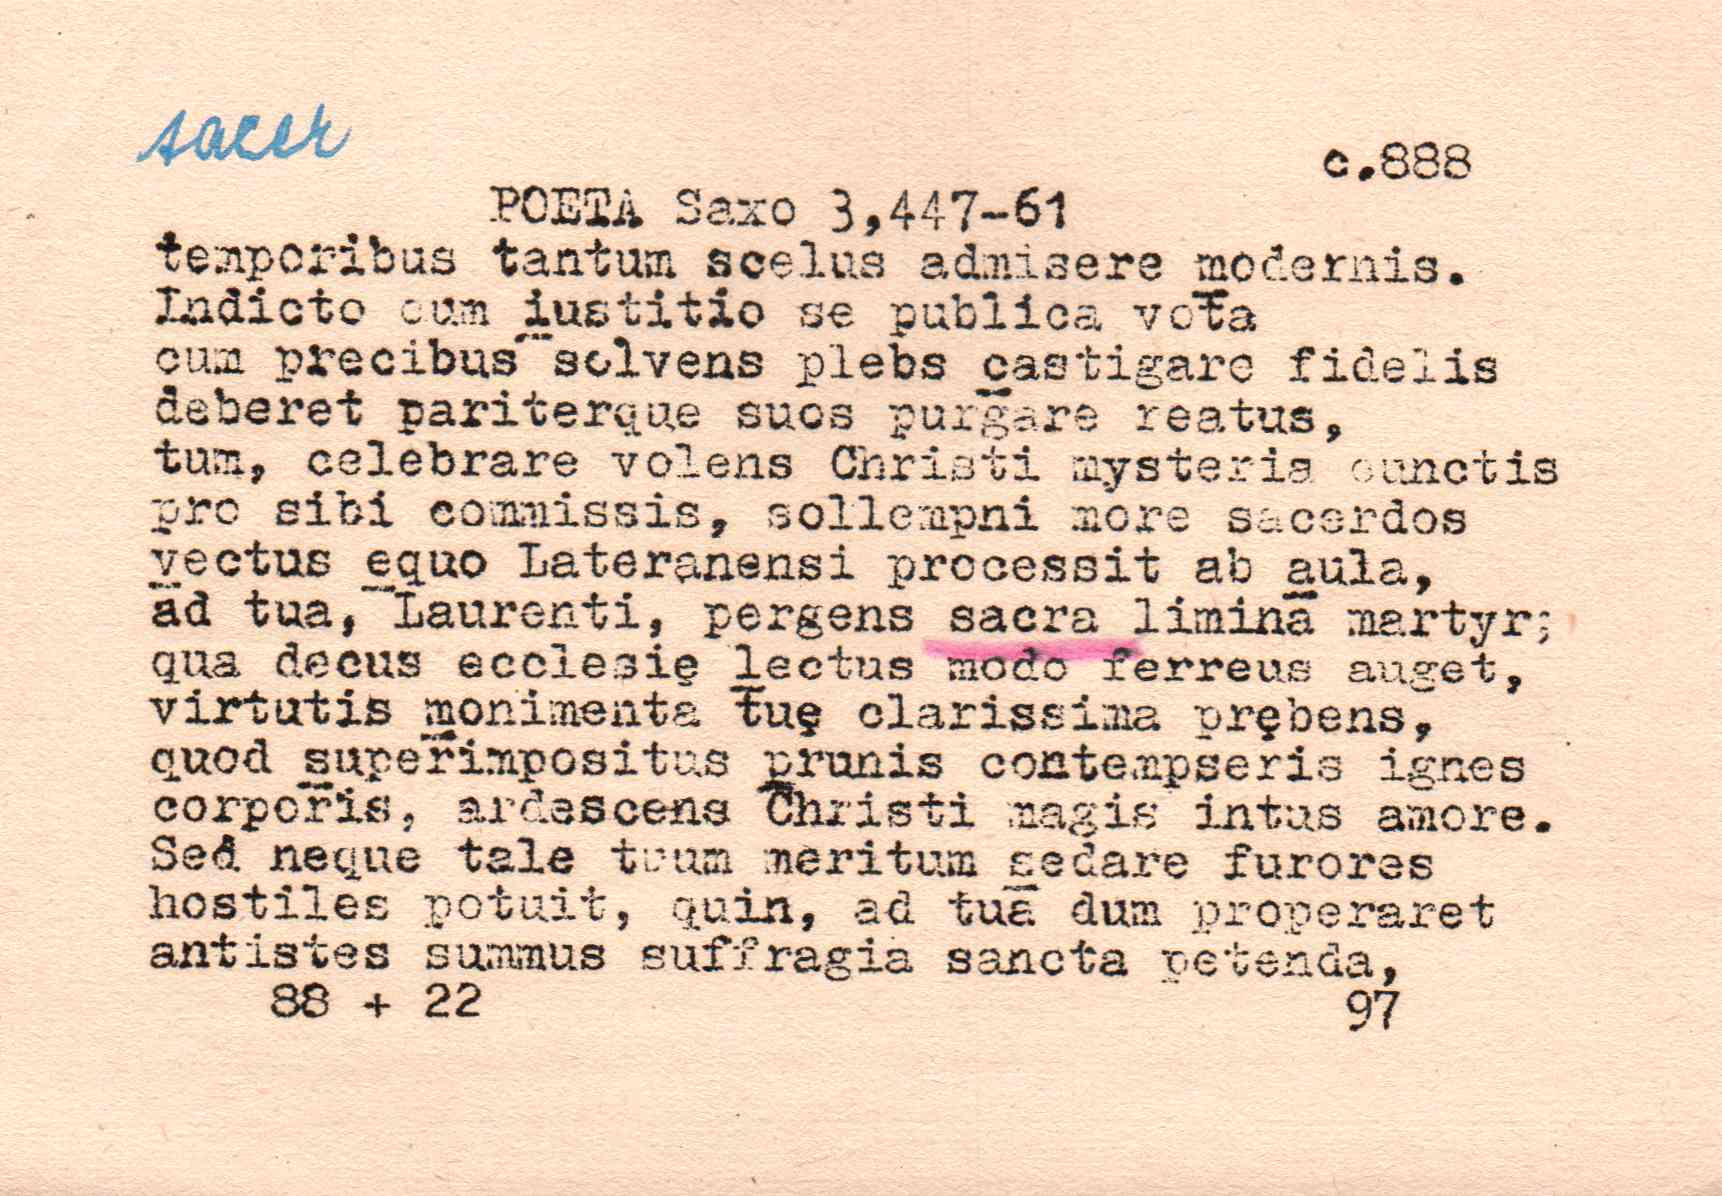 sacer
c.888
POETA Saxo 3,447-61
temporibus tantum scelus admisere modernis.
Indicto cum iustitio se publica vota
cum precibus solvens plebs castigare fidelis
deberet pariterque suos purgare reatus,
tum, celebrare volens Christi mysteria cunctis
pro sibi commissis, sollempni more sacerdos
vectus equo Lateranensi processit ab aula,
ad tua, Laurenti, pergens sacra limina martyr;
qua decus ecclesię lectus modo ferreus auget,
virtutis monimenta tuę clarissima prębens,
quod superimpositus prunis contempseris ignes
corporis, ardescens Christi magis intus amore.
Sed neque tale tuum meritum sedare furores
hostiles potuit, quin, ad tua dum properaret
antistes summus suffragia sancta petenda,
88 + 22 97